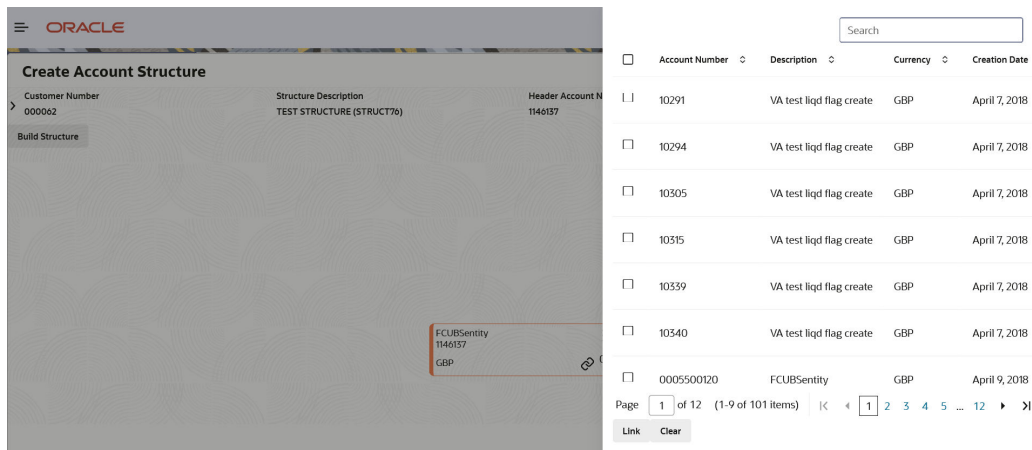 ORACLE
Create Account Structure
Customer Number Structure Description Header Account N
000062 TEST STRUCTURE (STRUCT76) 1146137
Build Structure
FCUBSentity
1146137
GBP
Search
Account Number Description Currency Creation Date
10291 VA test liqd flag create GBP April 7, 2018
10294 VA test liqd flag create GBP April 7, 2018
10305 VA test liqd flag create GBP April 7, 2018
10315 VA test liqd flag create GBP April 7, 2018
10339 VA test liqd flag create GBP April 7, 2018
10340 VA test liqd flag create GBP April 7, 2018
0005500120 FCUBSentity GBP April 9, 2018
Page 1 of 12 (1-9 of 101 items) 1 2 3 4 5 ... 12
Link Clear